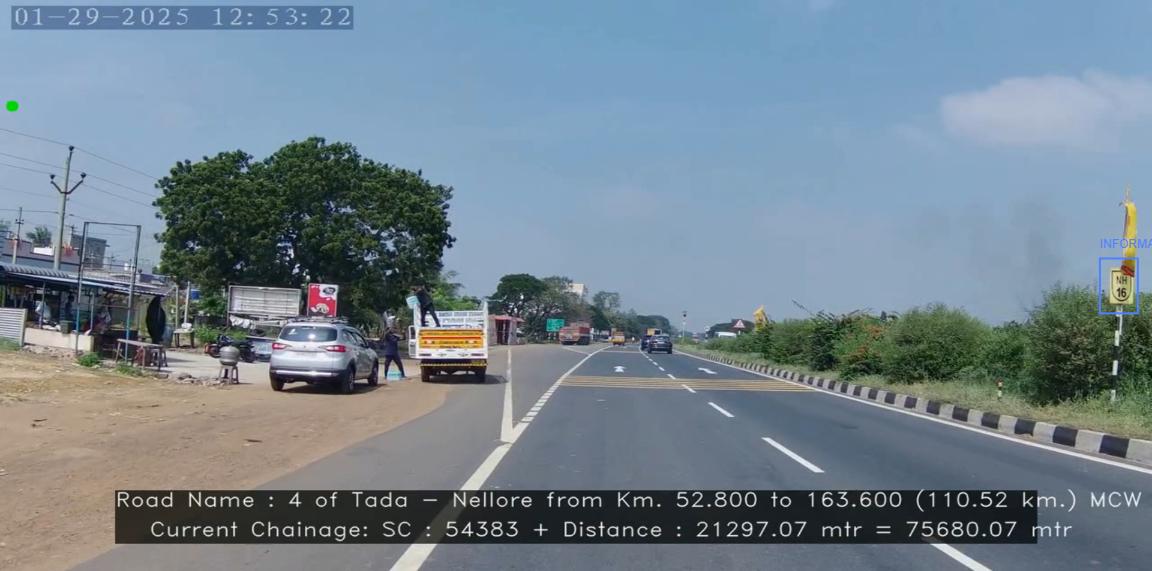 01-29-2025 12:53:22
INFORMA
NH
16
Road Name : 4 of Tada - Nellore from Km. 52.800 to 163.600 (110.52 km.) MCW
Current Chainage: SC : 54383 + Distance : 21297.07 mtr = 75680.07 mtr